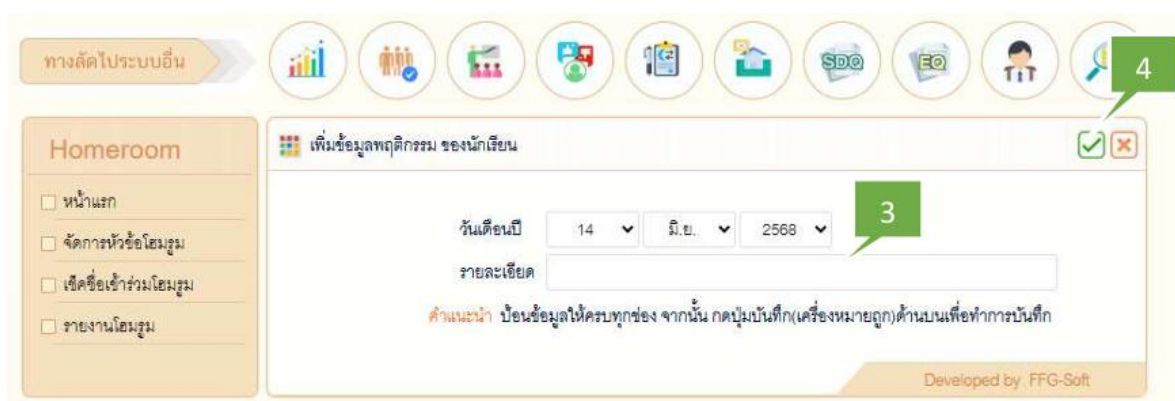 ทางลัดไประบบอื่น
SDQ
EQ
4
Homeroom
หน้าแรก
จัดการหัวข้อโฮมรูม
เช็คชื่อเข้าร่วมโฮมรูม
รายงานโฮมรูม
เพิ่มข้อมูลพฤติกรรม ของนักเรียน
3
วันเดือนปี 14 มิ.ย. 2568
รายละเอียด
คำแนะนำ ป้อนข้อมูลให้ครบทุกช่อง จากนั้น กดปุ่มบันทึก(เครื่องหมายถูก)ด้านบนเพื่อทำการบันทึก
Developed by FFG-Soft